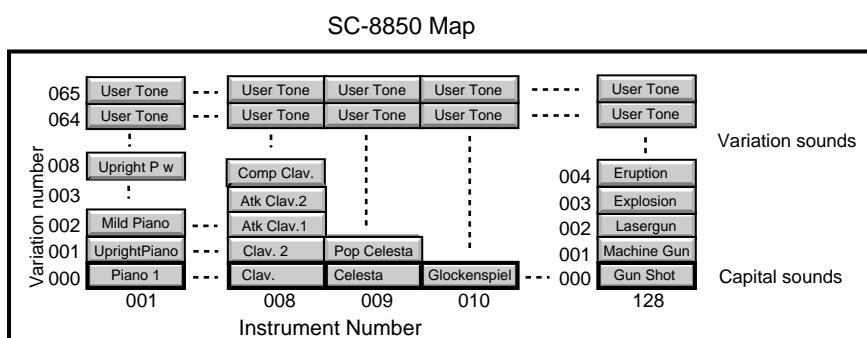 SC-8850 Map
065 User Tone User Tone User Tone User Tone User Tone
064 User Tone User Tone User Tone User Tone User Tone
Variation sounds
008 Upright P w Comp Clav. 004 Eruption
003 Atk Clav.2 003 Explosion
002 Mild Piano Atk Clav.1 002 Lasergun
001 UprightPiano Clav. 2 Pop Celesta 001 Machine Gun
000 Piano 1 Clav. Celesta Glockenspiel 000 Gun Shot Capital sounds
Variation number
001 008 009 010 128
Instrument Number